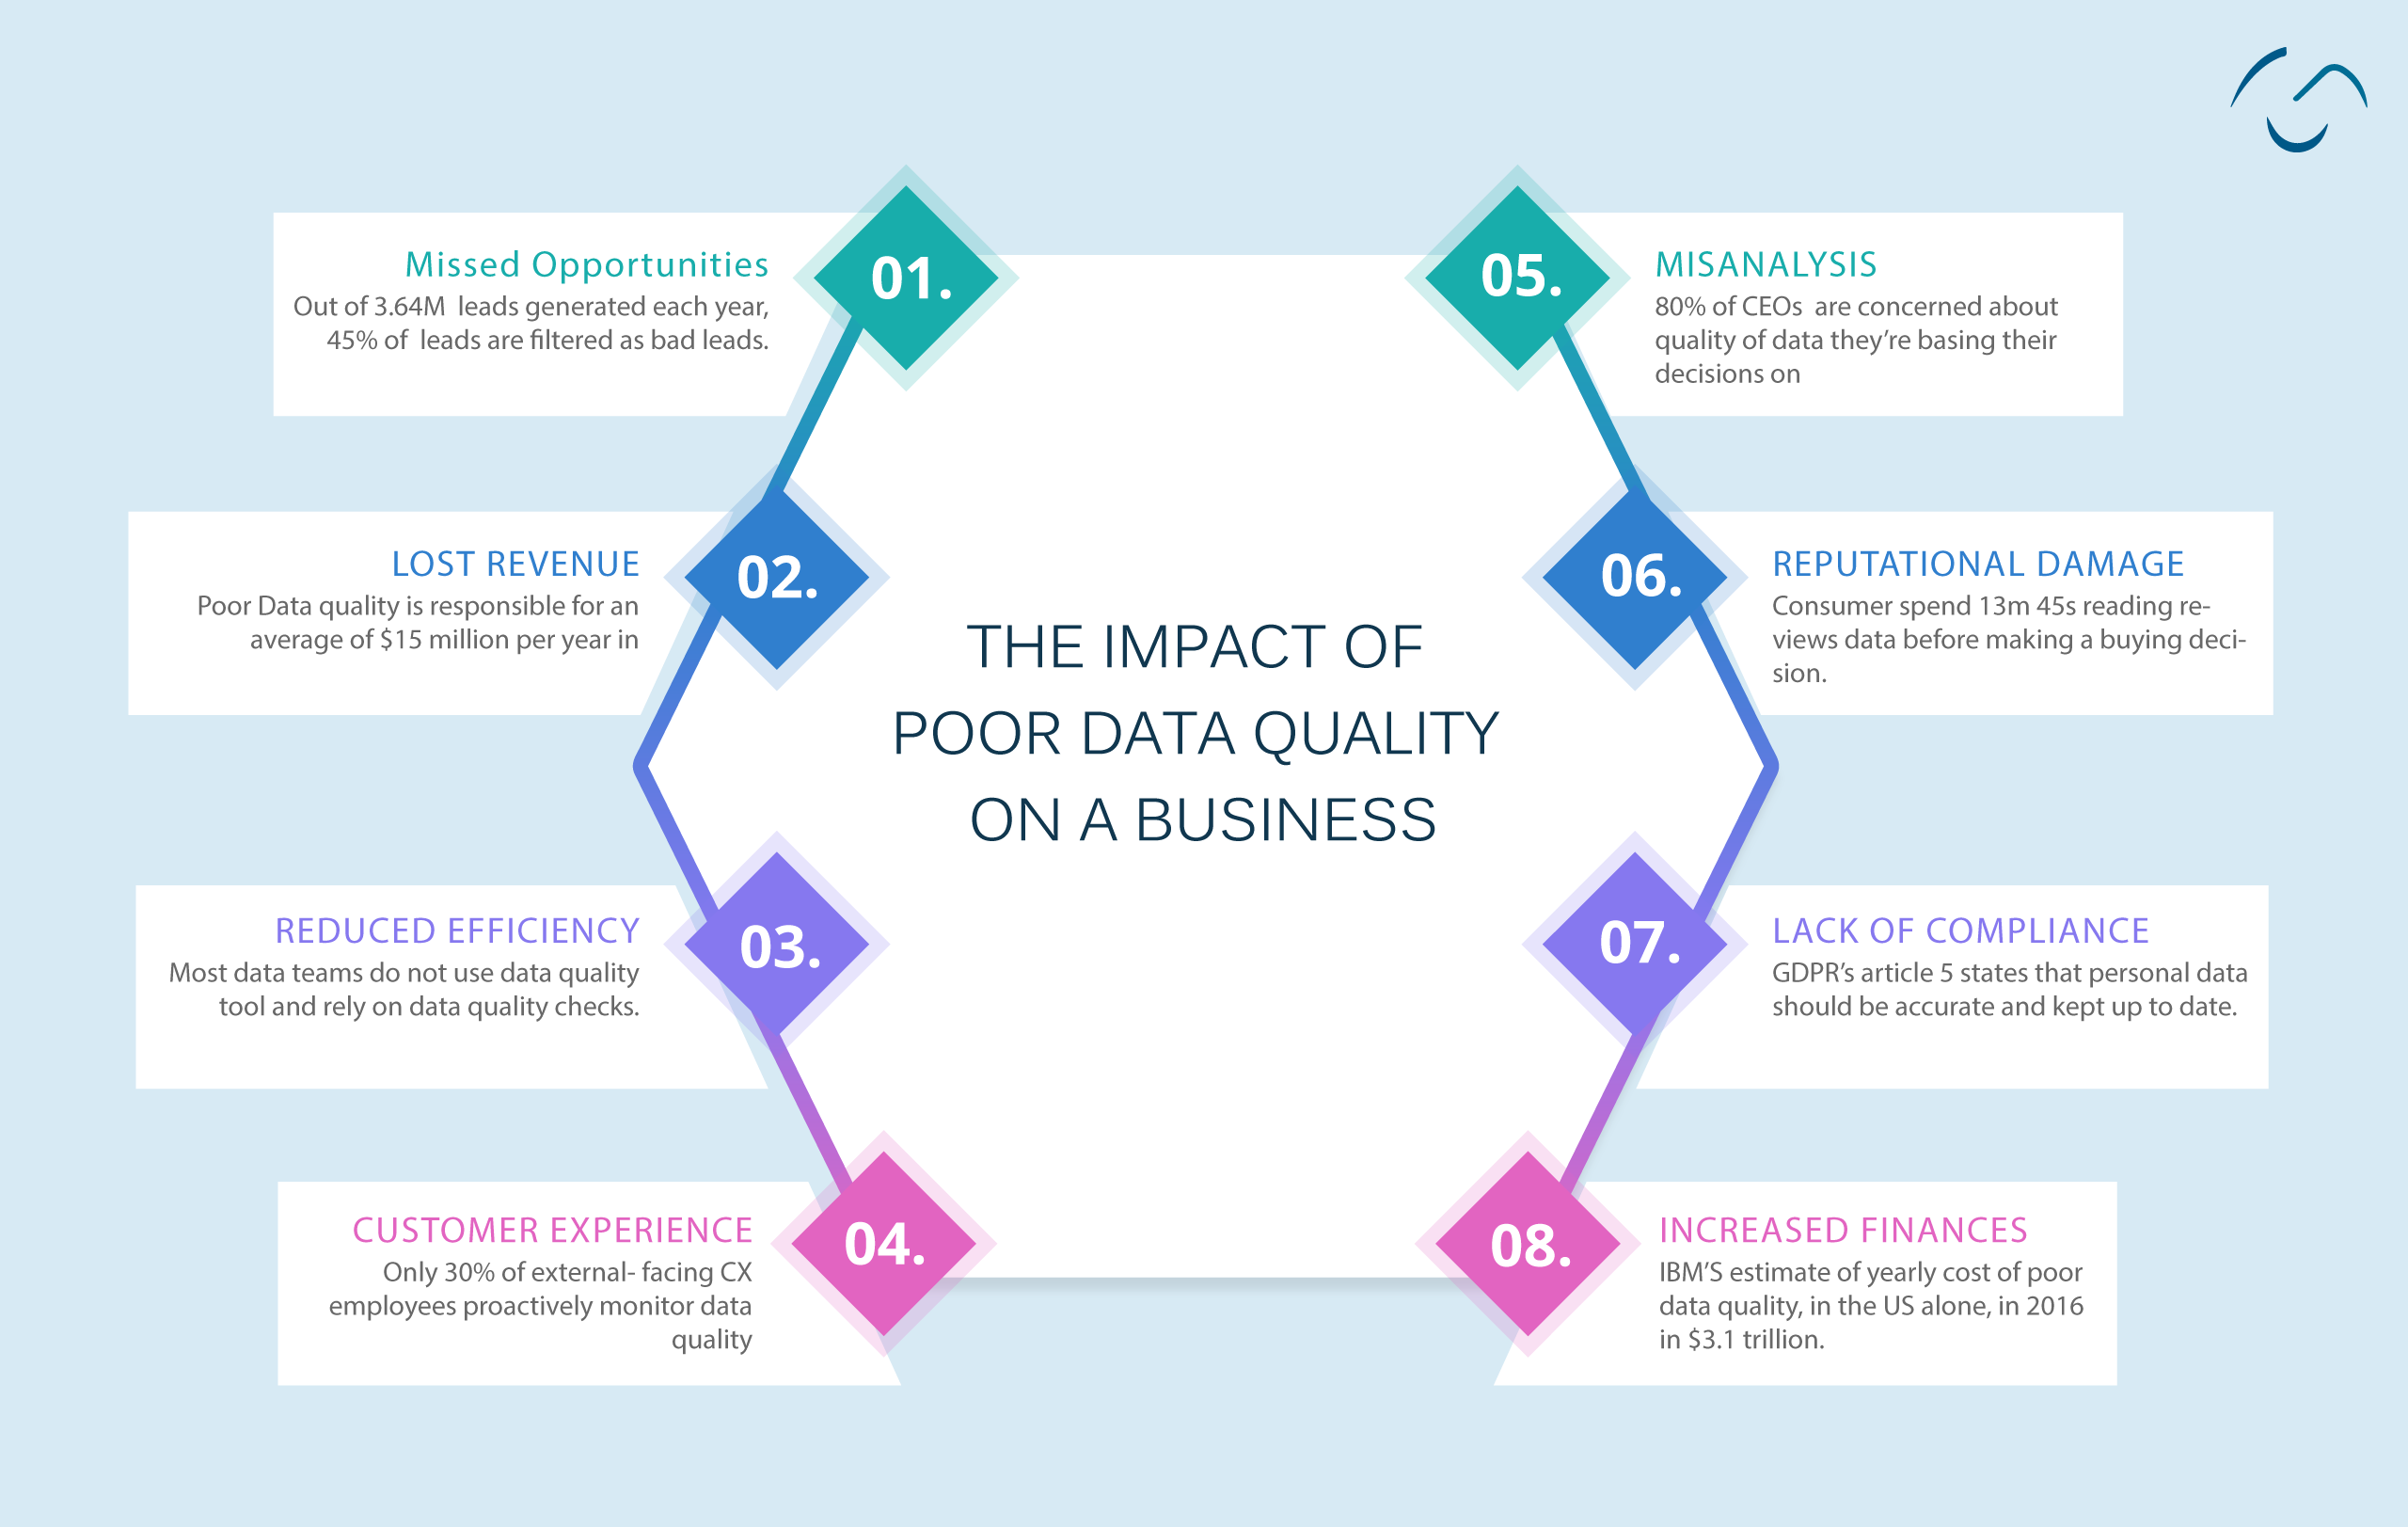 01.
Missed Opportunities
Out of 3.64M leads generated each year,
45% of leads are filtered as bad leads.
02.
LOST REVENUE
Poor Data quality is responsible for an
average of $15 million per year in
03.
REDUCED EFFICIENCY
Most data teams do not use data quality
tool and rely on data quality checks.
04.
CUSTOMER EXPERIENCE
Only 30% of external- facing CX
employees proactively monitor data
quality
THE IMPACT OF
POOR DATA QUALITY
ON A BUSINESS
05.
MISANALYSIS
80% of CEOs are concerned about
quality of data they’re basing their
decisions on
06.
REPUTATIONAL DAMAGE
Consumer spend 13m 45s reading re-
views data before making a buying deci-
sion.
07.
LACK OF COMPLIANCE
GDPR’s article 5 states that personal data
should be accurate and kept up to date.
08.
INCREASED FINANCES
IBM’S estimate of yearly cost of poor
data quality, in the US alone, in 2016
in $3.1 trillion.